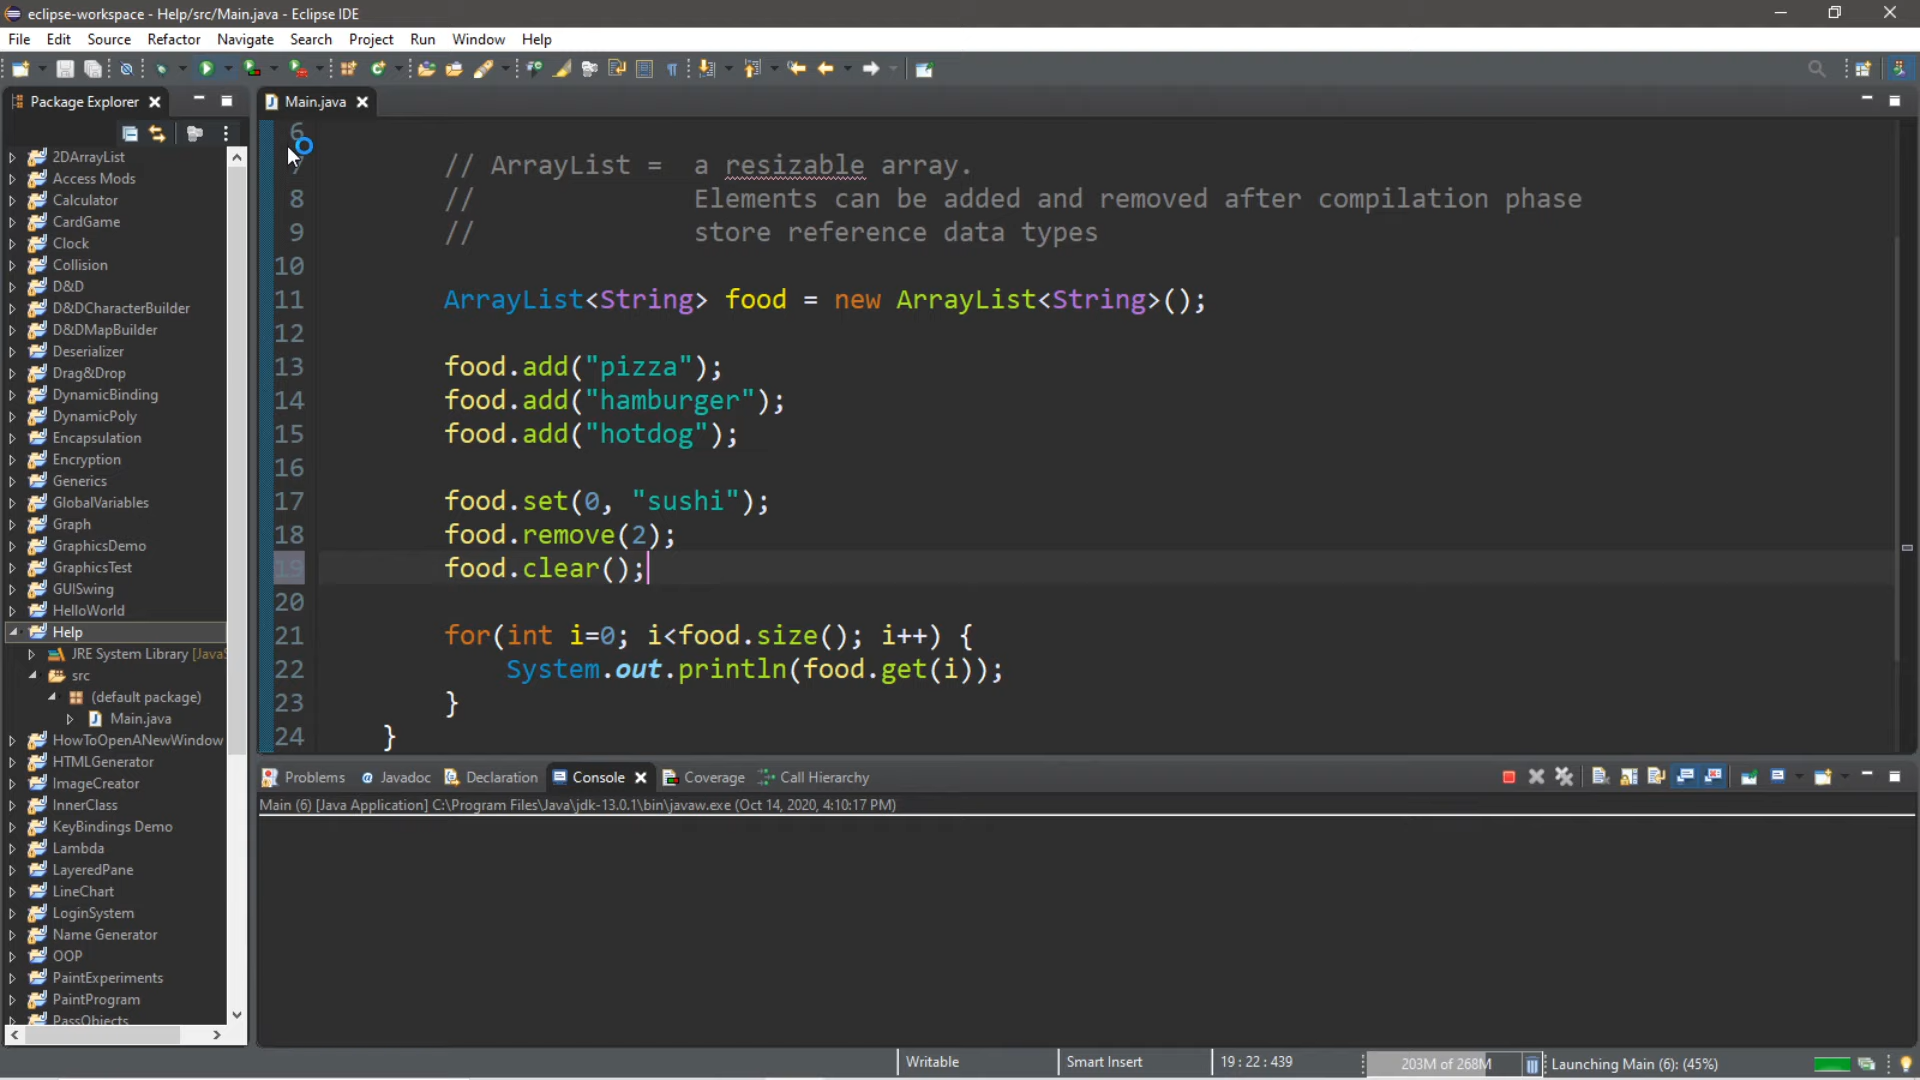 eclipse-workspace - Help/src/Main.java - Eclipse IDE
File Edit Source Refactor Navigate Search Project Run Window Help
Package Explorer
2DArrayList
Access Mods
Calculator
CardGame
Clock
Collision
D&D
D&DCharacterBuilder
D&DMapBuilder
Deserializer
Drag&Drop
DynamicBinding
DynamicPoly
Encapsulation
Encryption
Generics
GlobalVariables
Graph
GraphicsDemo
GraphicsTest
GUISwing
HelloWorld
Help
JRE System Library [JavaS
src
(default package)
Main.java
HowToOpenANewWindow
HTMLGenerator
ImageCreator
InnerClass
KeyBindings Demo
Lambda
LayeredPane
LineChart
LoginSystem
Name Generator
OOP
PaintExperiments
PaintProgram
PassObjects
Main.java
6
7 // ArrayList = a resizable array.
8 // Elements can be added and removed after compilation phase
9 // store reference data types
10
11 ArrayList<String> food = new ArrayList<String>();
12
13 food.add("pizza");
14 food.add("hamburger");
15 food.add("hotdog");
16
17 food.set(0, "sushi");
18 food.remove(2);
19 food.clear();
20
21 for(int i=0; i<food.size(); i++) {
22 System.out.println(food.get(i));
23 }
24 }
Problems Javadoc Declaration Console Coverage Call Hierarchy
Main (6) [Java Application] C:\Program Files\Java\jdk-13.0.1\bin\javaw.exe (Oct 14, 2020, 4:10:17 PM)
Writable Smart Insert 19 : 22 : 439 203M of 268M Launching Main (6): (45%)